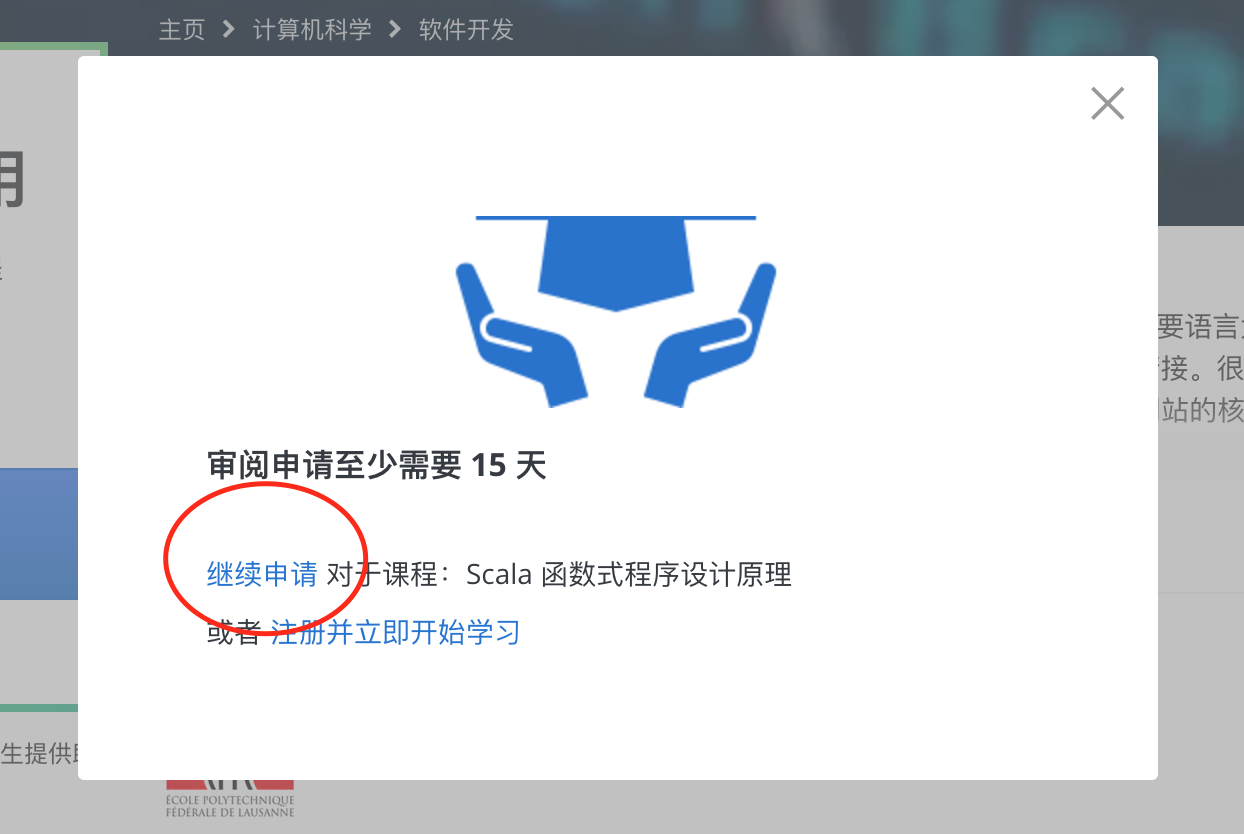 主页 > 计算机科学 > 软件开发
用
要语言
接。很
站的核
审阅申请至少需要 15 天
继续申请 对于课程：Scala 函数式程序设计原理
或者 注册并立即开始学习
生提供
ÉCOLE POLYTECHNIQUE
FÉDÉRALE DE LAUSANNE